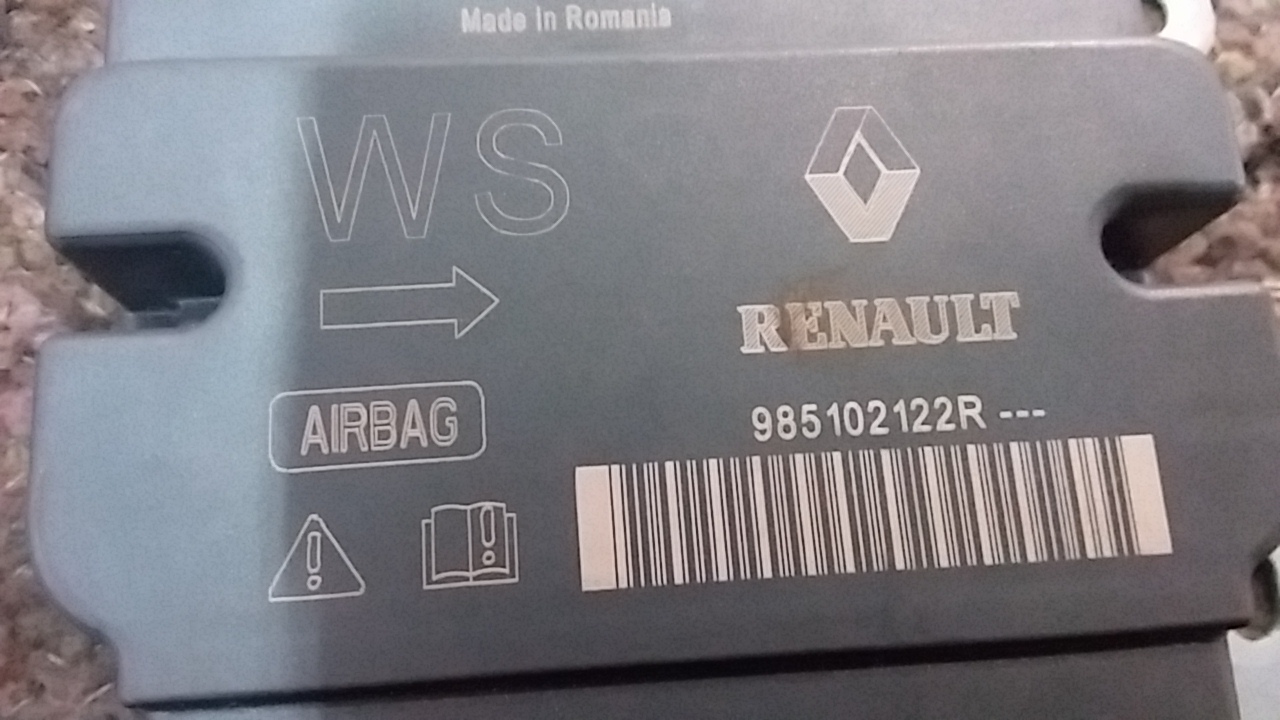 Made in Romania
WS
RENAULT
AIRBAG
985102122R ---